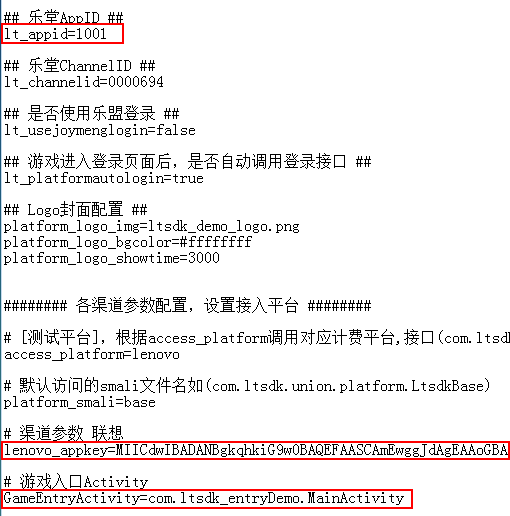 ## 乐堂AppID ##
lt_appid=1001
## 乐堂ChannelID ##
lt_channelid=0000694
## 是否使用乐盟登录 ##
lt_usejoymenglogin=false
## 游戏进入登录页面后，是否自动调用登录接口 ##
lt_platformautologin=true
## Logo封面配置 ##
platform_logo_img=ltsdk_demo_logo.png
platform_logo_bgcolor=#ffffffff
platform_logo_showtime=3000
######## 各渠道参数配置，设置接入平台 ########
# [测试平台]，根据access_platform调用对应计费平台,接口(com.ltsd
access_platform=lenovo
# 默认访问的smali文件名如(com.ltsdk.union.platform.LtsdkBase)
platform_smali=base
# 渠道参数 联想
lenovo_appkey=MIICdwIBADANBgkqhkiG9w0BAQEFAASCAmEwggJdAgEAAoGBA
# 游戏入口Activity
GameEntryActivity=com.ltsdk_entryDemo.MainActivity